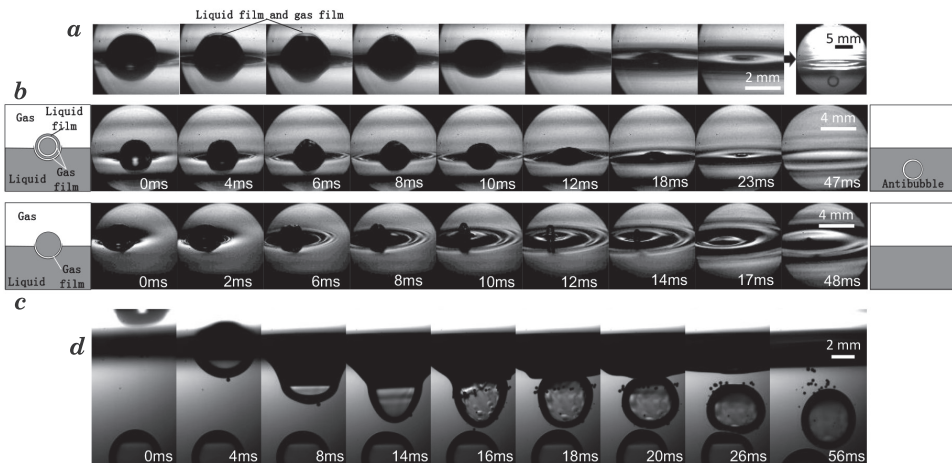 Liquid film and gas film
a
5 mm
2 mm
b
Gas
Liquid
film
Gas
film
Liquid
4 mm
0ms
4ms
6ms
8ms
10ms
12ms
18ms
23ms
47ms
Antibubble
Gas
Liquid
Gas
film
4 mm
0ms
2ms
6ms
8ms
10ms
12ms
14ms
17ms
48ms
c
d
2 mm
0ms
4ms
8ms
14ms
16ms
18ms
20ms
26ms
56ms